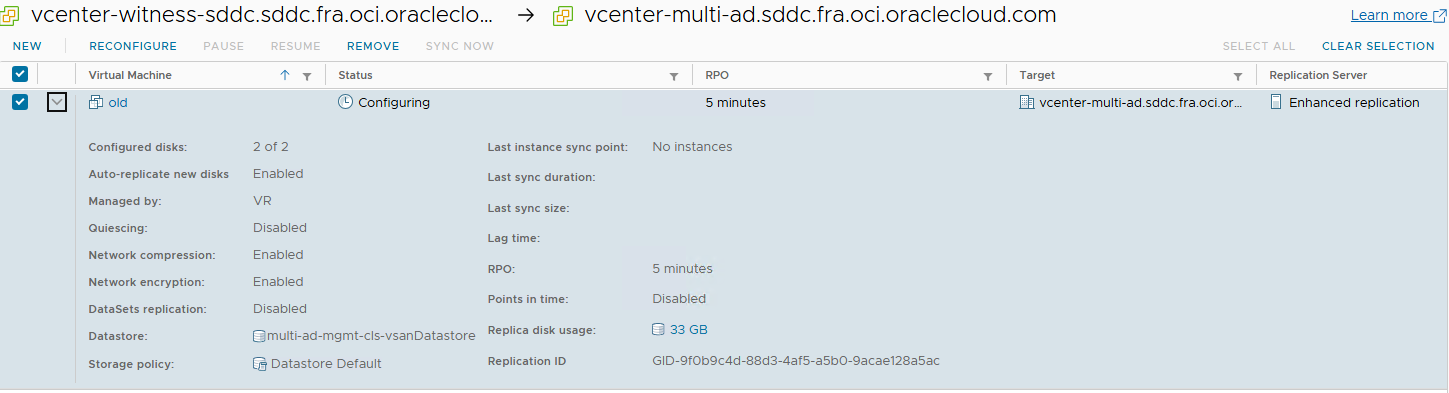 vcenter-witness-sddc.sddc.fra.oci.oracleclo... → vcenter-multi-ad.sddc.fra.oci.oraclecloud.com Learn more
NEW RECONFIGURE PAUSE RESUME REMOVE SYNC NOW SELECT ALL CLEAR SELECTION
Virtual Machine Status RPO Target Replication Server
old Configuring 5 minutes vcenter-multi-ad.sddc.fra.oci.or... Enhanced replication
Configured disks: 2 of 2 Last instance sync point: No instances
Auto-replicate new disks Enabled Last sync duration:
Managed by: VR Last sync size:
Quiescing: Disabled Lag time:
Network compression: Enabled RPO: 5 minutes
Network encryption: Enabled Points in time: Disabled
DataSets replication: Disabled Replica disk usage: 33 GB
Datastore: multi-ad-mgmt-cls-vsanDatastore
Storage policy: Datastore Default Replication ID GID-9f0b9c4d-88d3-4af5-a5b0-9acae128a5ac